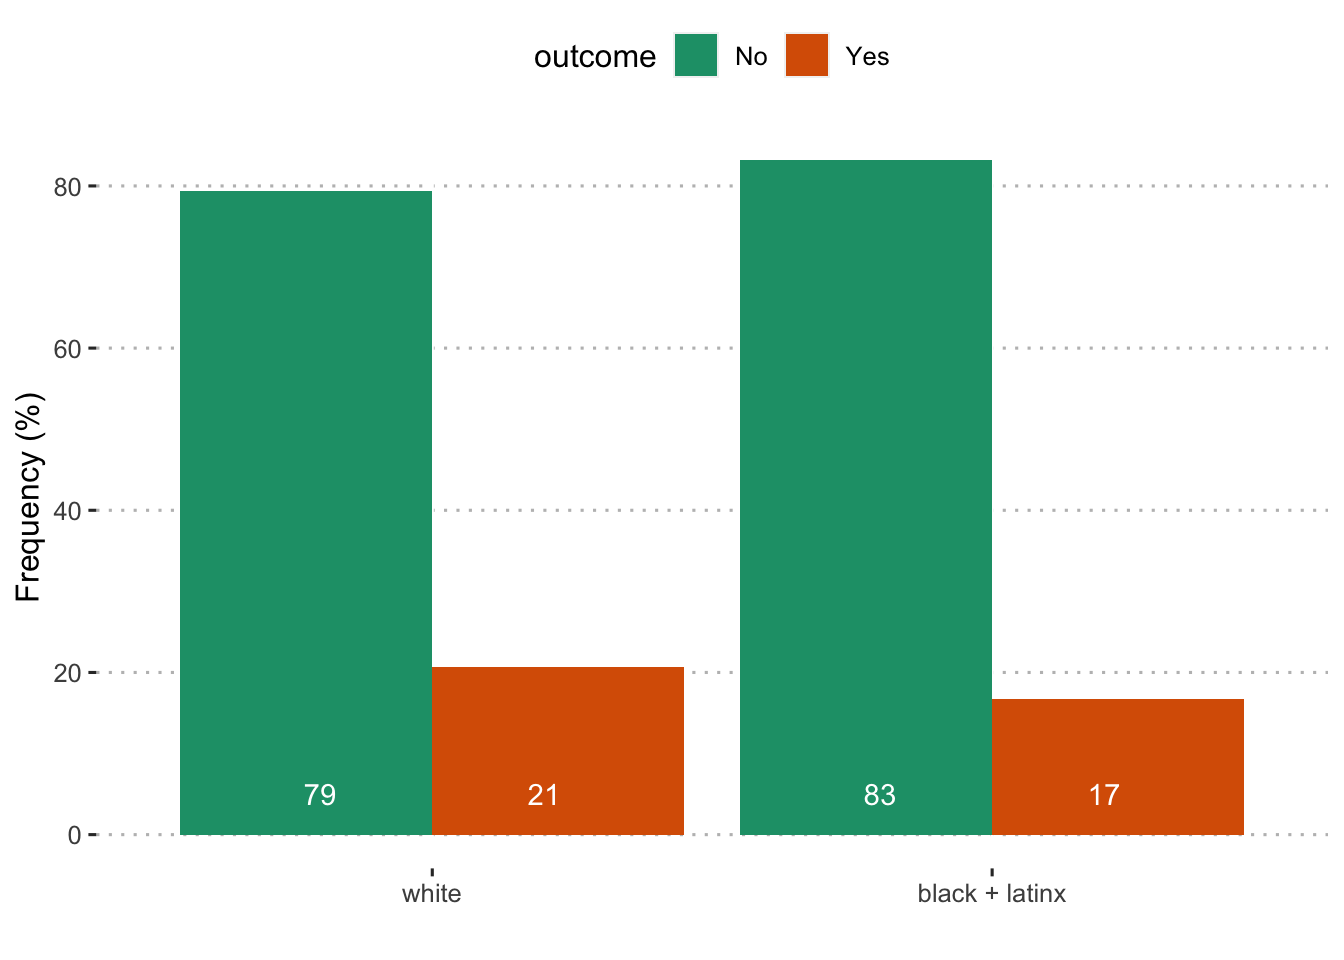 outcome No Yes
Frequency (%)
80
60
40
20
0
79 21 83 17
white black + latinx